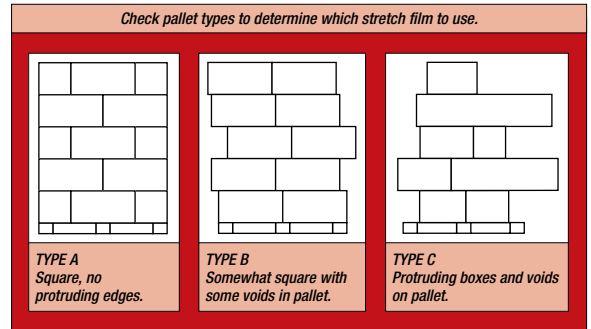 Check pallet types to determine which stretch film to use.
TYPE A
Square, no
protruding edges.
TYPE B
Somewhat square with
some voids in pallet.
TYPE C
Protruding boxes and voids
on pallet.